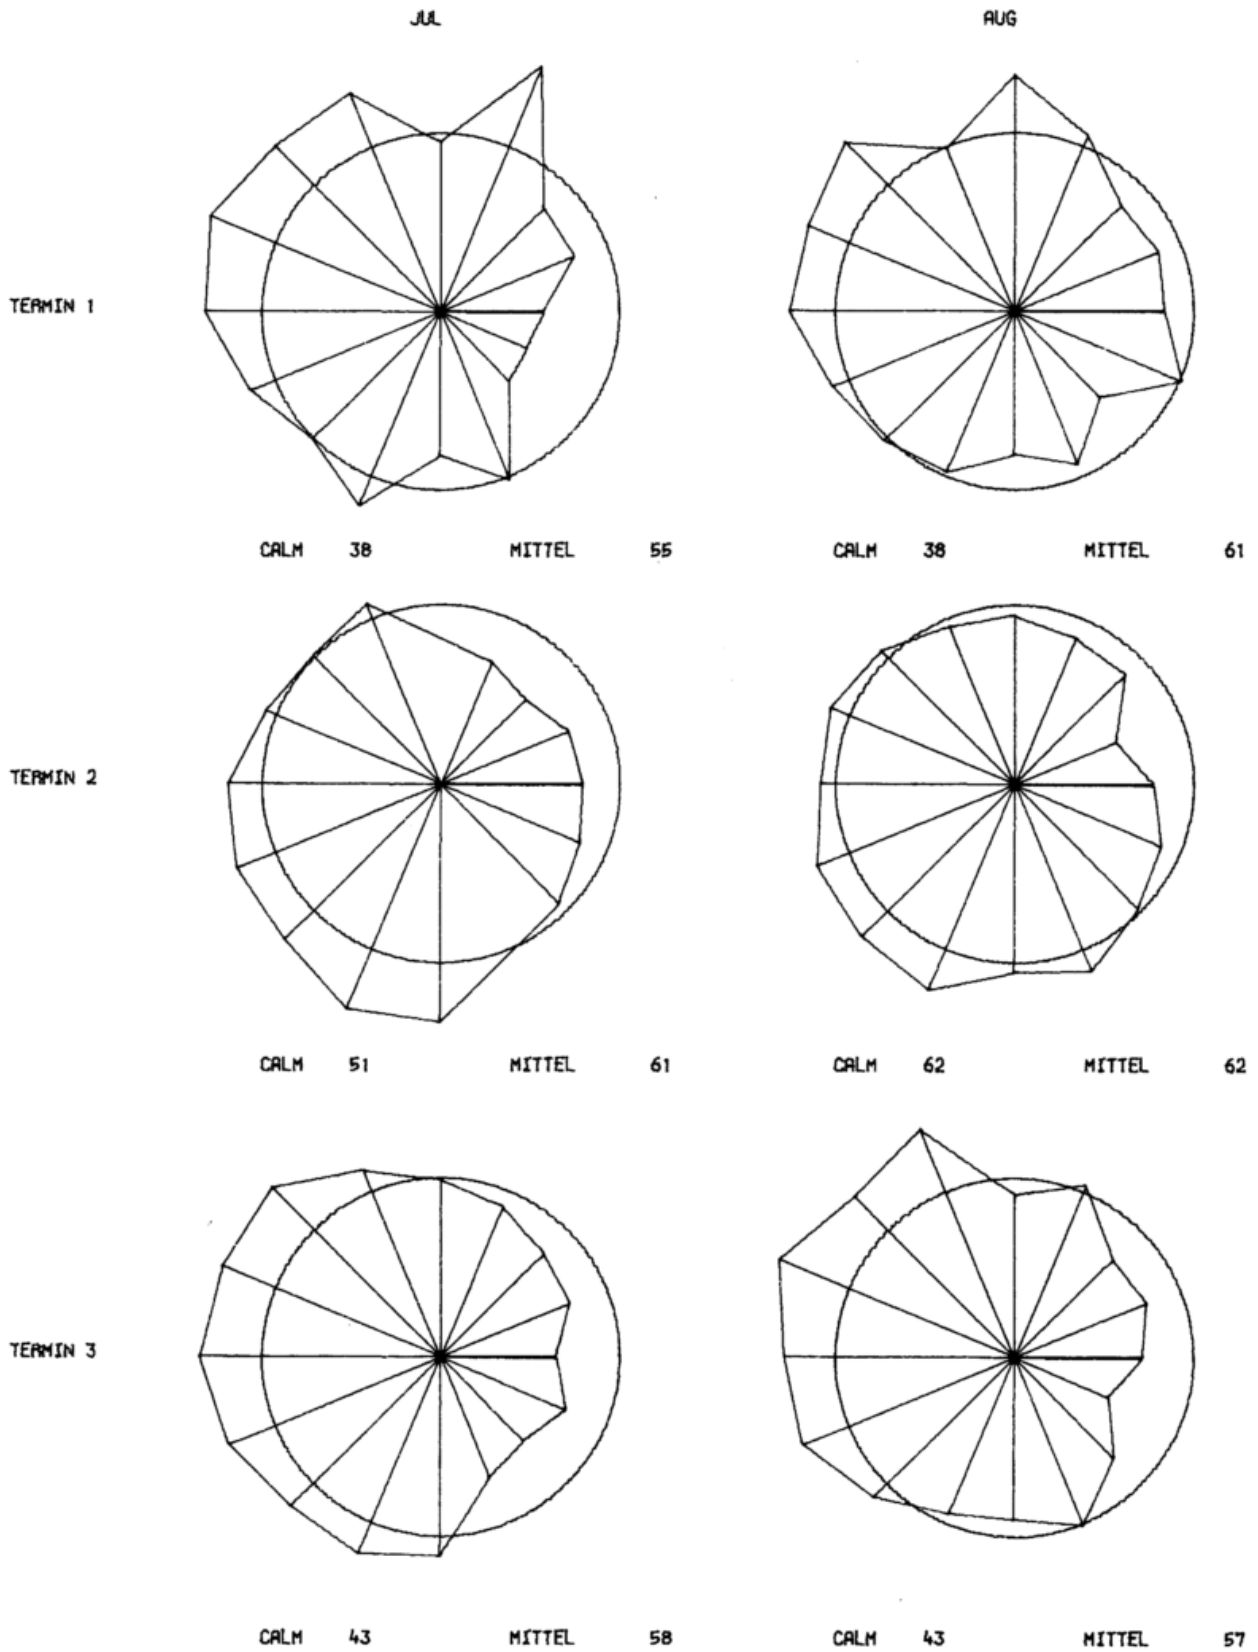 JUL AUG
TERMIN 1
CALM 38 MITTEL 55 CALM 38 MITTEL 61
TERMIN 2
CALM 51 MITTEL 61 CALM 62 MITTEL 62
TERMIN 3
CALM 43 MITTEL 58 CALM 43 MITTEL 57